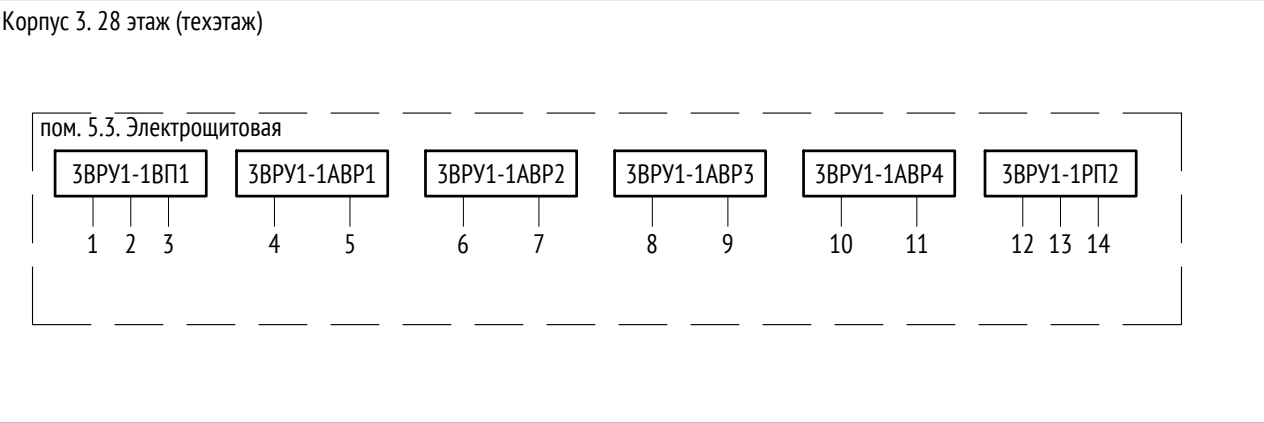 Корпус 3. 28 этаж (техэтаж)
пом. 5.3. Электрощитовая
3ВРУ1-1ВП1 3ВРУ1-1АВР1 3ВРУ1-1АВР2 3ВРУ1-1АВР3 3ВРУ1-1АВР4 3ВРУ1-1РП2
1 2 3 4 5 6 7 8 9 10 11 12 13 14